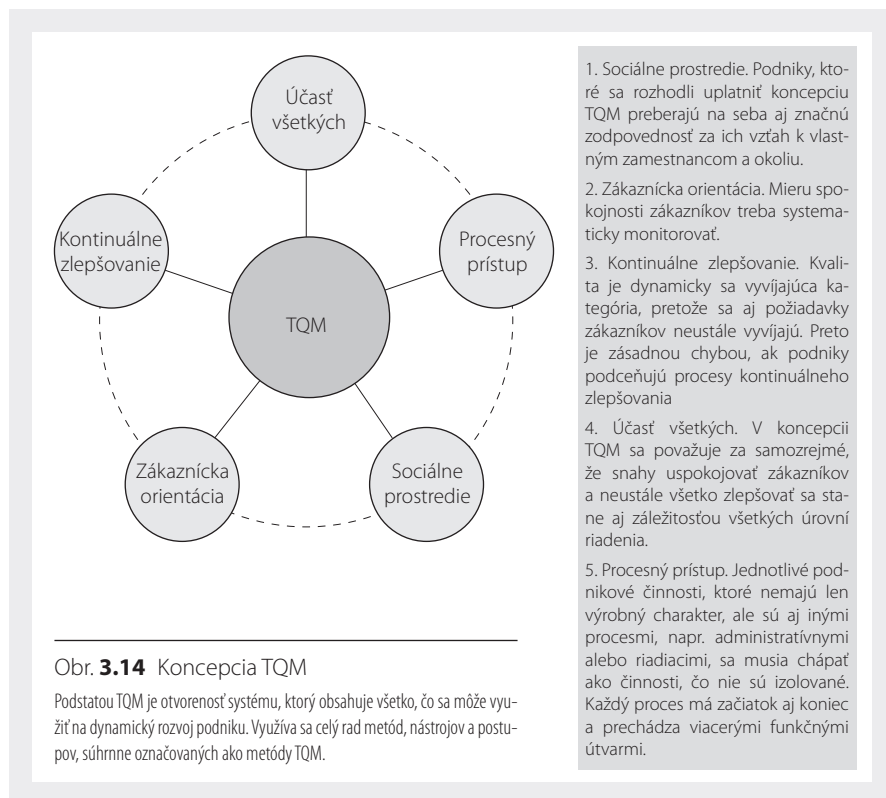 Účasť
všetkých
Kontinuálne
zlepšovanie
Procesný
prístup
TQM
Zákaznícka
orientácia
Sociálne
prostredie
Obr. 3.14 Koncepcia TQM
Podstatou TQM je otvorenosť systému, ktorý obsahuje všetko, čo sa môže využ-
žiť na dynamický rozvoj podniku. Využíva sa celý rad metód, nástrojov a postu-
pov, súhrnne označovaných ako metódy TQM.
1. Sociálne prostredie. Podniky, kto-
ré sa rozhodli uplatniť koncepciu
TQM preberajú na seba aj značnú
zodpovednosť za ich vzťah k vlast-
ným zamestnancom a okoliu.
2. Zákaznícka orientácia. Mieru spo-
kojnosti zákazníkov treba systema-
ticky monitorovať.
3. Kontinuálne zlepšovanie. Kvali-
ta je dynamicky sa vyvíjajúca ka-
tegória, pretože sa aj požiadavky
zákazníkov neustále vyvíjajú. Preto
je zásadnou chybou, ak podniky
podceňujú procesy kontinuálneho
zlepšovania
4. Účasť všetkých. V koncepcii
TQM sa považuje za samozrejmé,
že snahy uspokojovať zákazníkov
a neustále všetko zlepšovať sa sta-
ne aj záležitosťou všetkých úrovní
riadenia.
5. Procesný prístup. Jednotlivé pod-
nikové činnosti, ktoré nemajú len
výrobný charakter, ale sú aj inými
procesmi, napr. administratívnymi
alebo riadiacimi, sa musia chápať
ako činnosti, čo nie sú izolované.
Každý proces má začiatok aj koniec
a prechádza viacerými funkčnými
útvarmi.